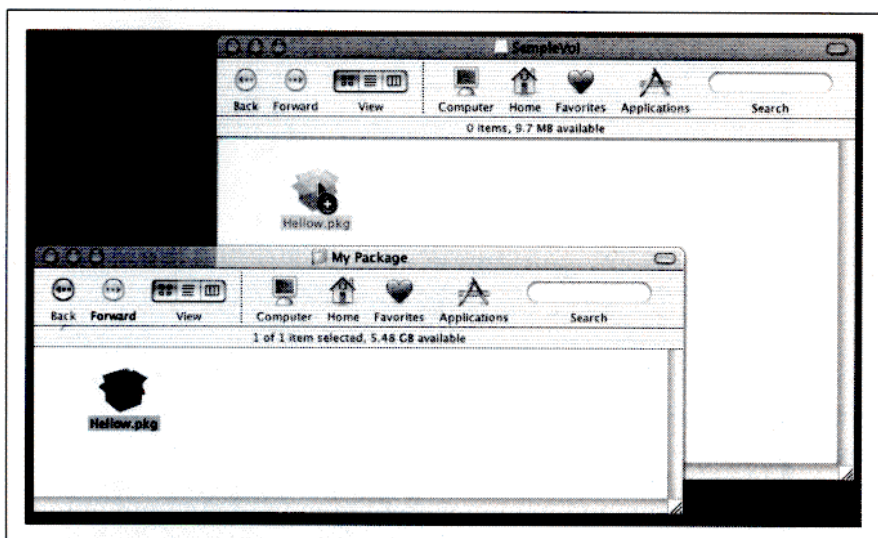 SampleVol
Back Forward View Computer Home Favorites Applications Search
0 items, 9.7 MB available
Hellow.pkg
My Package
Back Forward View Computer Home Favorites Applications Search
1 of 1 item selected, 5.48 GB available
Hellow.pkg